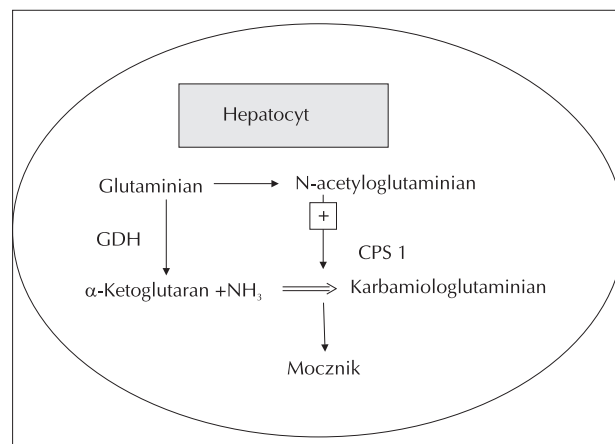 Hepatocyt
Glutaminian N-acetyloglutaminian
+
GDH
CPS 1
α-Ketoglutaran +NH₃ Karbamiologlutaminian
Mocznik